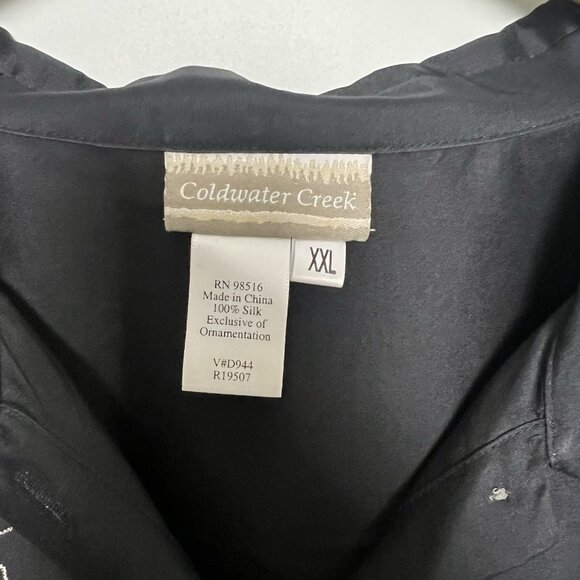 Coldwater Creek
XXL
RN 98516
Made in China
100% Silk
Exclusive of
Ornamentation
V#D944
R19507